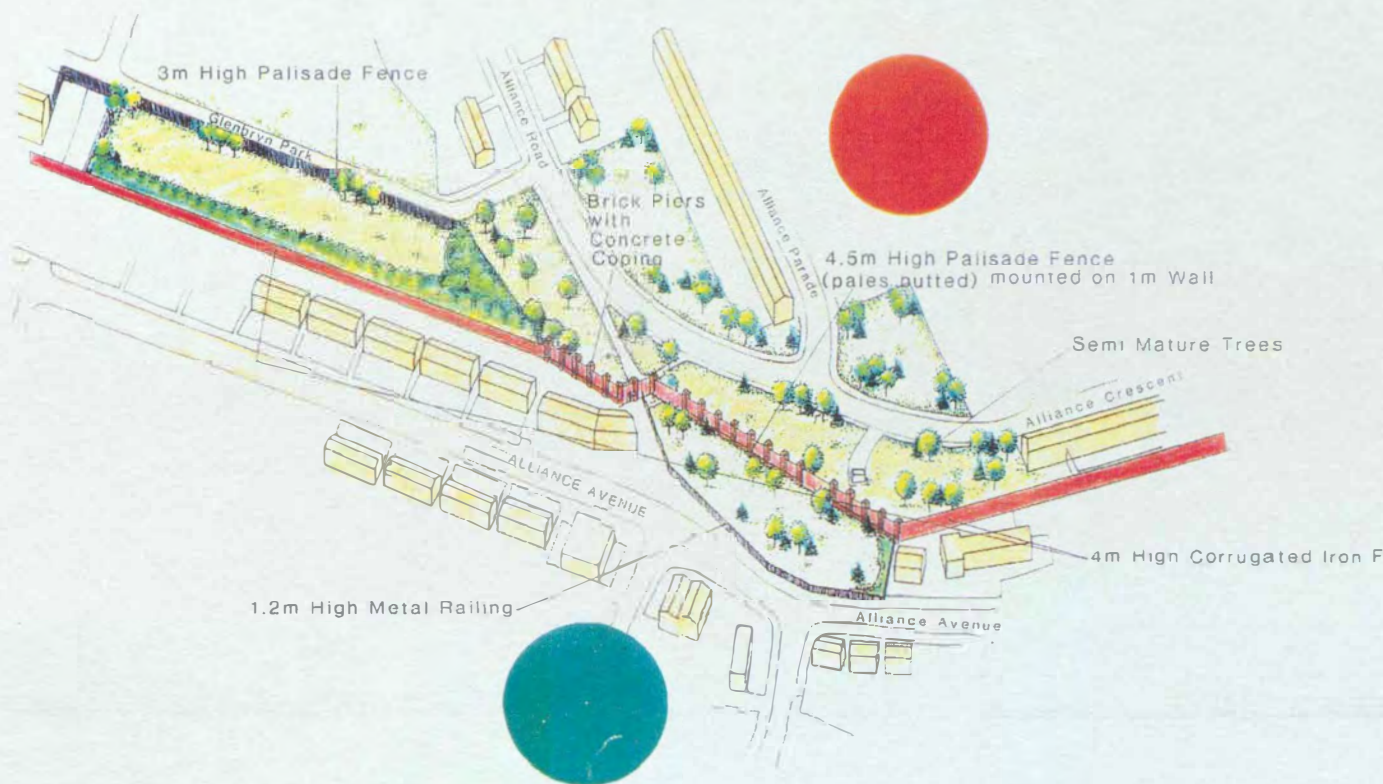 3m High Palisade Fence
Glenbryn Park
Alliance Road
Brick Piers
with
Concrete
Coping
Alliance Parade
4.5m High Palisade Fence
(pales butted) mounted on 1m Wall
Semi Mature Trees
Alliance Crescent
ALLIANCE AVENUE
4m High Corrugated Iron F
1.2m High Metal Railing
Alliance Avenue